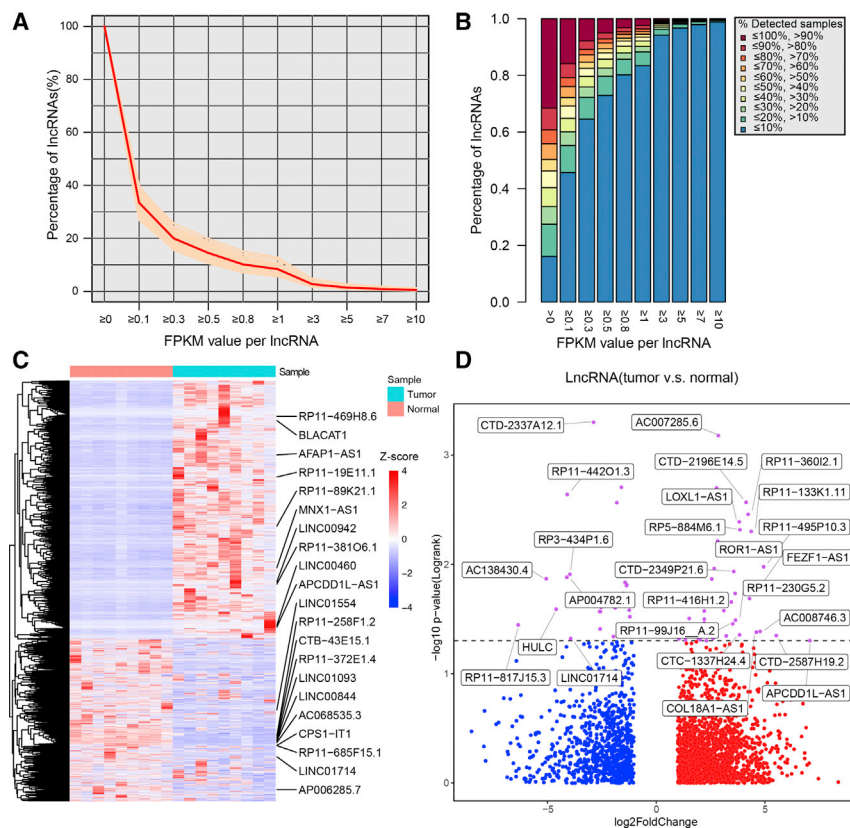 A
100
80
60
40
20
0
Percentage of lncRNAs(%)
≥0
≥0.1
≥0.3
≥0.5
≥0.8
≥1
≥3
≥5
≥7
≥10
FPKM value per lncRNA
B
1.0
0.8
0.6
0.4
0.2
0.0
Percentage of lncRNAs
>0
≥0.1
≥0.3
≥0.5
≥0.8
≥1
≥3
≥5
≥7
≥10
FPKM value per lncRNA
% Detected samples
≤100%, >90%
≤90%, >80%
≤80%, >70%
≤70%, >60%
≤60%, >50%
≤50%, >40%
≤40%, >30%
≤30%, >20%
≤20%, >10%
≤10%
C
Sample
RP11-469H8.6
BLACAT1
AFAP1-AS1
RP11-19E11.1
RP11-89K21.1
MNX1-AS1
LINC00942
RP11-381O6.1
LINC00460
APCDD1L-AS1
LINC01554
RP11-258F1.2
CTB-43E15.1
RP11-372E1.4
LINC01093
LINC00844
AC068535.3
CPS1-IT1
RP11-685F15.1
LINC01714
AP006285.7
Sample
Tumor
Normal
Z-score
4
2
0
-2
-4
D
LncRNA(tumor v.s. normal)
CTD-2337A12.1
AC007285.6
RP11-442O1.3
CTD-2196E14.5
RP11-360I2.1
LOXL1-AS1
RP11-133K1.11
RP5-884M6.1
RP11-495P10.3
RP3-434P1.6
ROR1-AS1
FEZF1-AS1
AC138430.4
CTD-2349P21.6
RP11-230G5.2
AP004782.1
RP11-416H1.2
AC008746.3
RP11-99J16__A.2
HULC
CTC-1337H24.4
CTD-2587H19.2
RP11-817J15.3
LINC01714
APCDD1L-AS1
COL18A1-AS1
3
2
1
0
-log10 p-value(Logrank)
-5
0
5
log2FoldChange